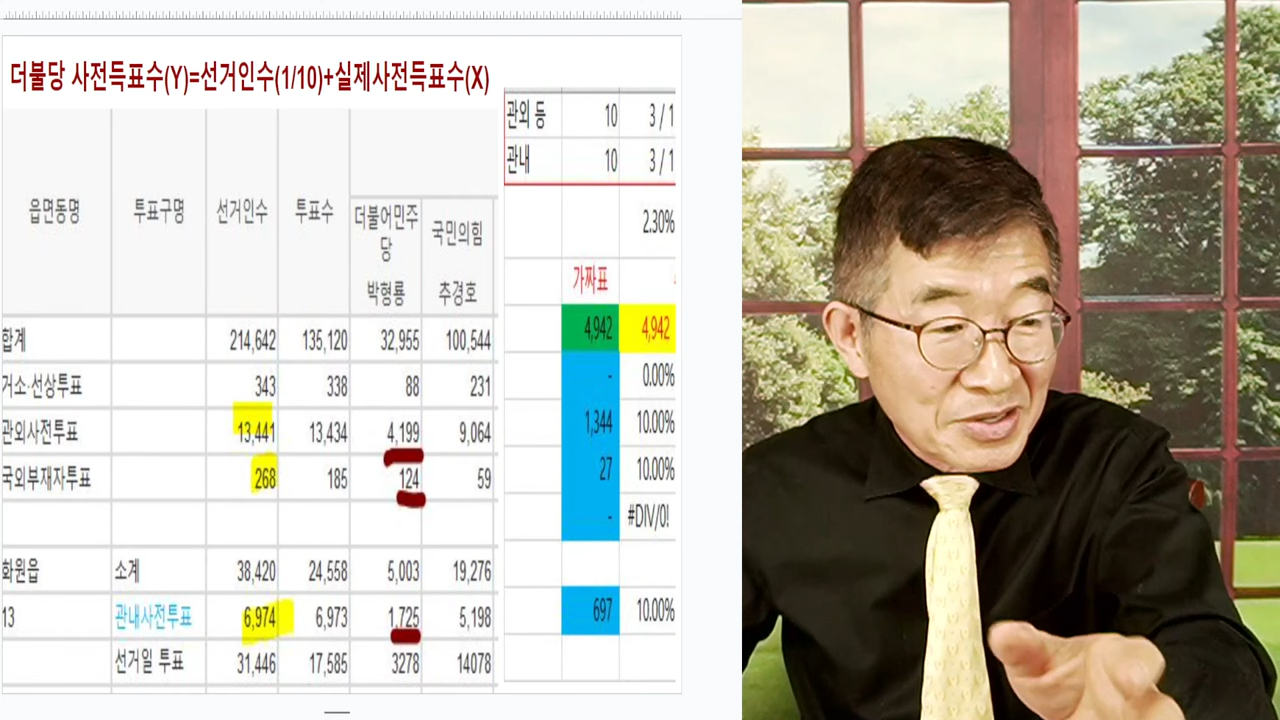 더불당 사전득표수(Y)=선거인수(1/10)+실제사전득표수(X)
읍면동명 투표구명 선거인수 투표수 더불어민주당 박형룡 국민의힘 추경호
합계 214,642 135,120 32,955 100,544
거소·선상투표 343 338 88 231
관외사전투표 13,441 13,434 4,199 9,064
국외부재자투표 268 185 124 59
화원읍 소계 38,420 24,558 5,003 19,276
13 관내사전투표 6,974 6,973 1,725 5,198
선거일 투표 31,446 17,585 3278 14078
관외 등 10 3 / 1
관내 10 3 / 1
2.30%
가짜표
4,942 4,942
- 0.00%
1,344 10.00%
27 10.00%
- #DIV/0!
697 10.00%